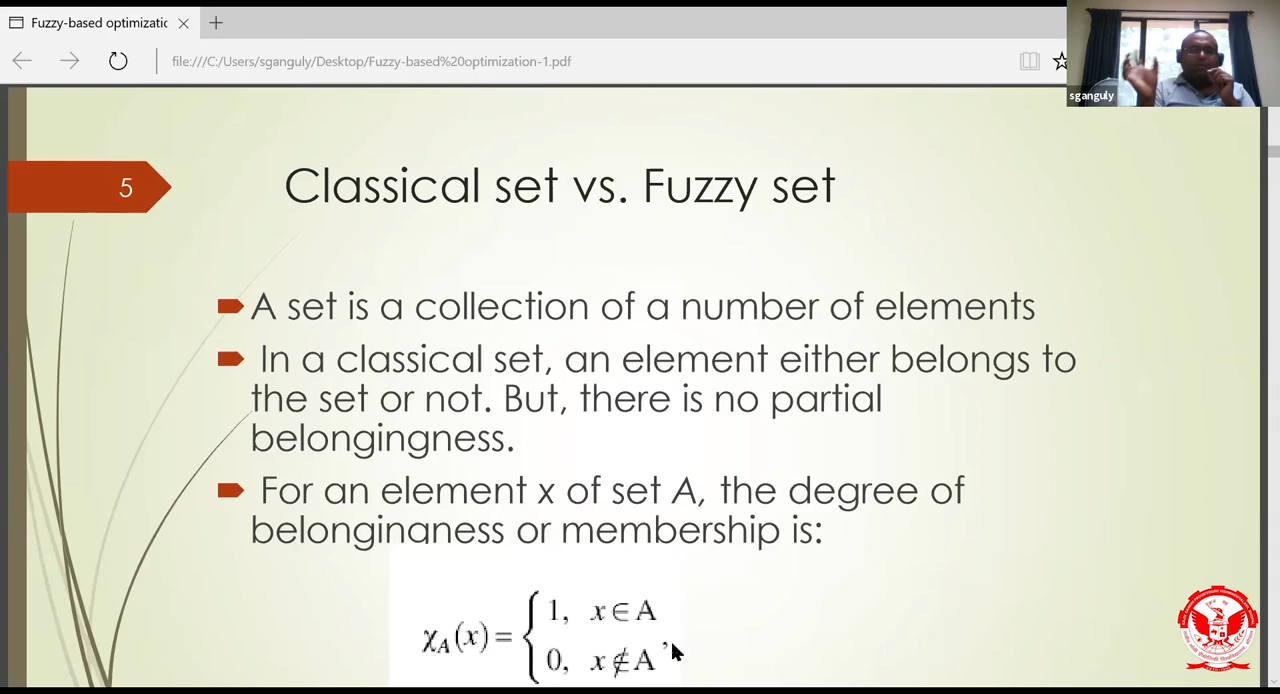 Fuzzy-based optimizatic
file:///C:/Users/sganguly/Desktop/Fuzzy-based%20optimization-1.pdf
sganguly
5
Classical set vs. Fuzzy set
A set is a collection of a number of elements
In a classical set, an element either belongs to
the set or not. But, there is no partial
belongingness.
For an element x of set A, the degree of
belongingness or membership is:
χ_A(x) = { 1, x ∈ A
0, x ∉ A ,